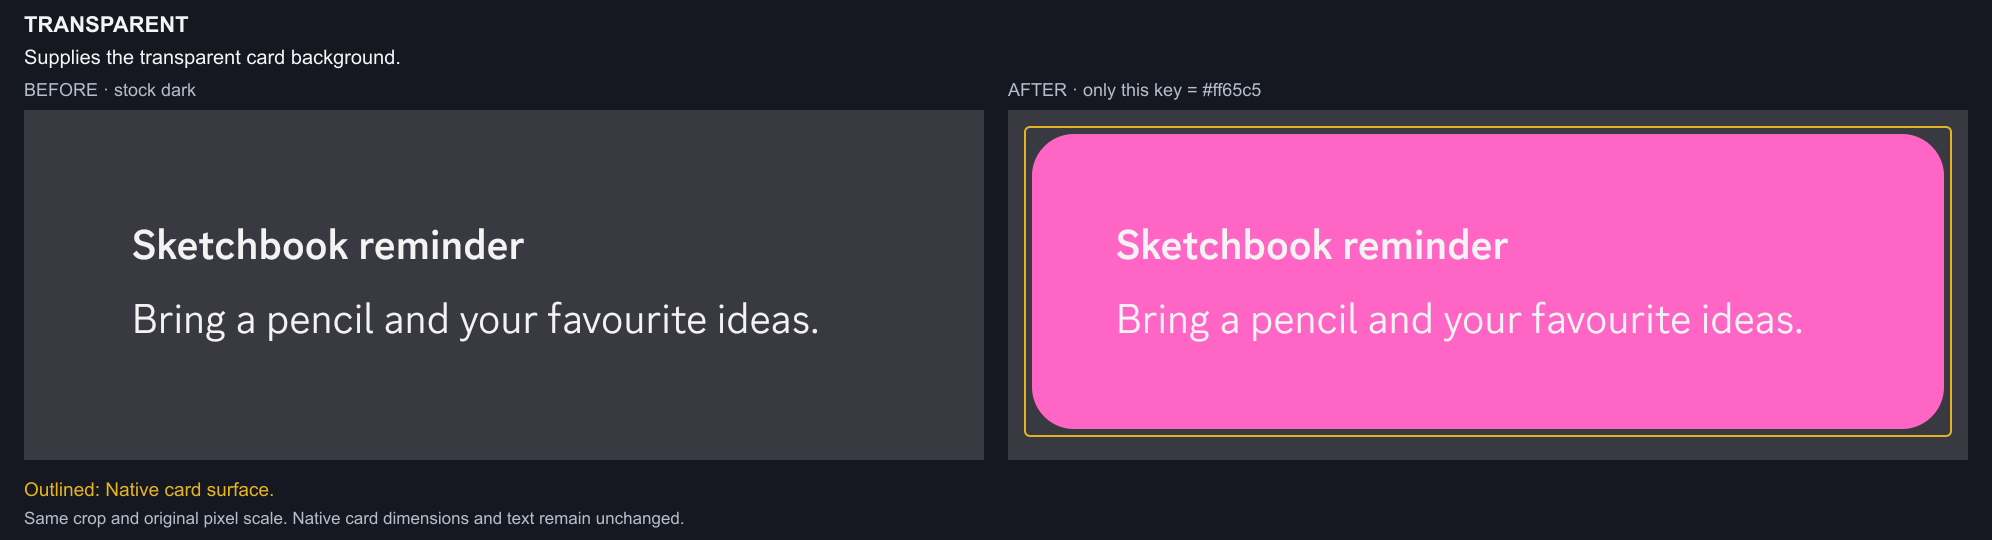 TRANSPARENT
Supplies the transparent card background.
BEFORE · stock dark
Sketchbook reminder
Bring a pencil and your favourite ideas.
AFTER · only this key = #ff65c5
Sketchbook reminder
Bring a pencil and your favourite ideas.
Outlined: Native card surface.
Same crop and original pixel scale. Native card dimensions and text remain unchanged.